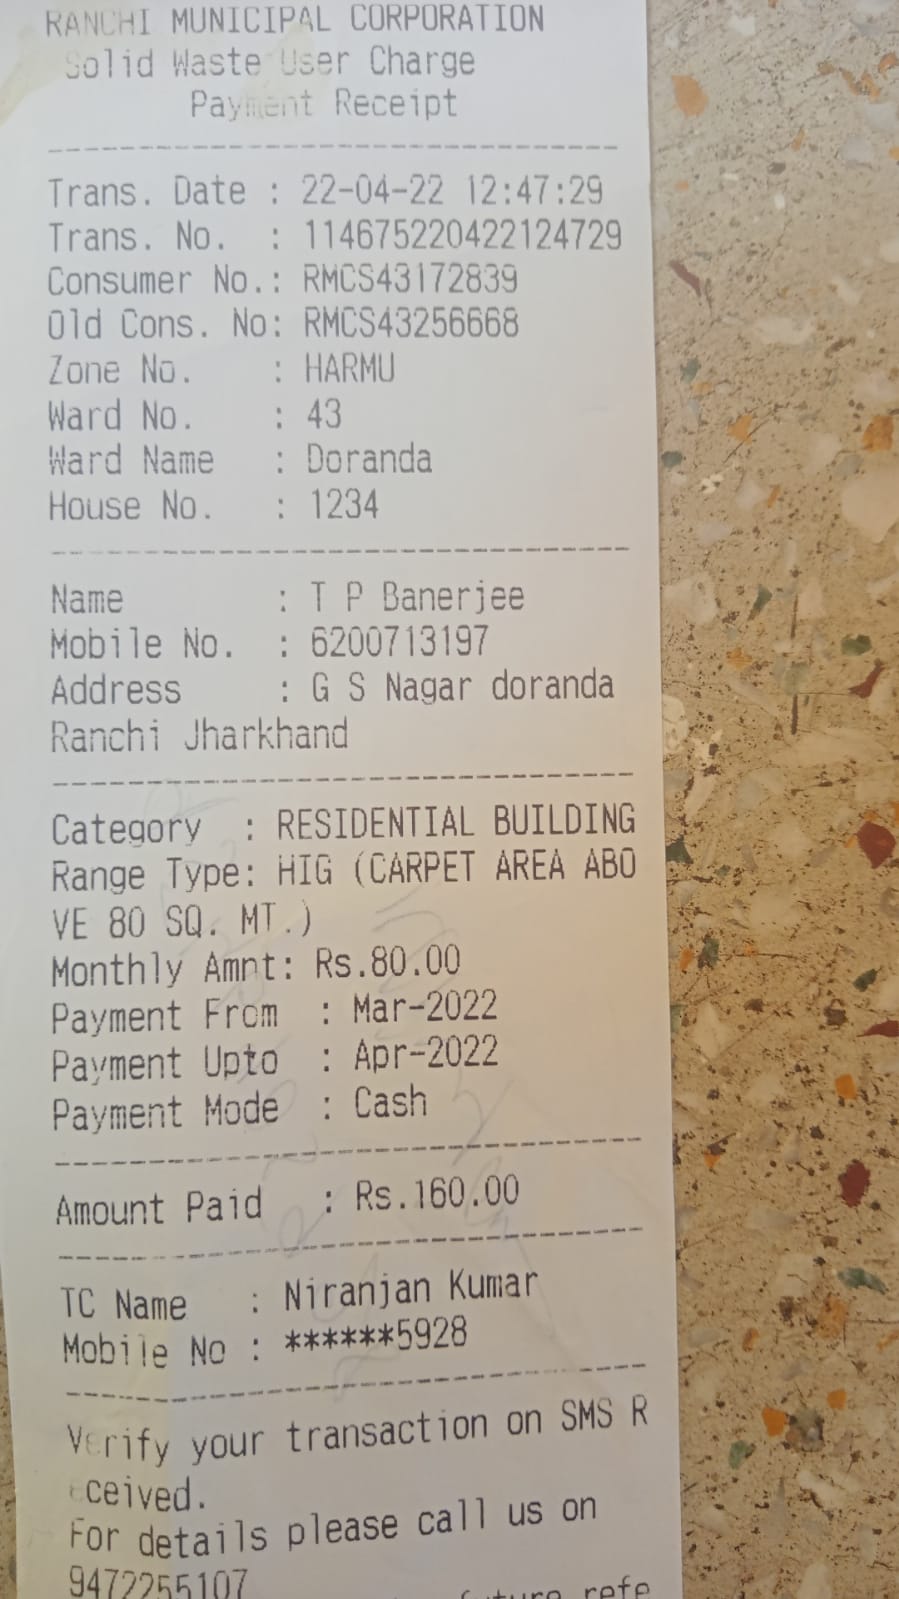 RANCHI MUNICIPAL CORPORATION
Solid Waste User Charge
Payment Receipt
Trans. Date : 22-04-22 12:47:29
Trans. No. : 114675220422124729
Consumer No.: RMCS43172839
Old Cons. No: RMCS43256668
Zone No. : HARMU
Ward No. : 43
Ward Name : Doranda
House No. : 1234
Name : T P Banerjee
Mobile No. : 6200713197
Address : G S Nagar doranda
Ranchi Jharkhand
Category : RESIDENTIAL BUILDING
Range Type: HIG (CARPET AREA ABO
VE 80 SQ. MT.)
Monthly Amnt: Rs.80.00
Payment From : Mar-2022
Payment Upto : Apr-2022
Payment Mode : Cash
Amount Paid : Rs.160.00
TC Name : Niranjan Kumar
Mobile No : ******5928
Verify your transaction on SMS R
eceived.
For details please call us on
9472255107
future refe